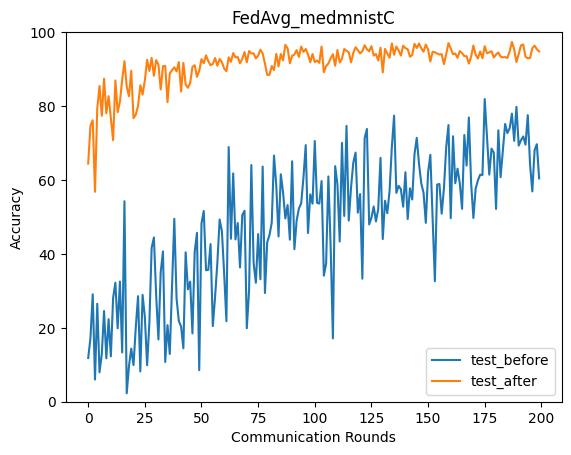 FedAvg_medmnistC
100
80
60
40
20
0
Accuracy
0 25 50 75 100 125 150 175 200
Communication Rounds
test_before
test_after